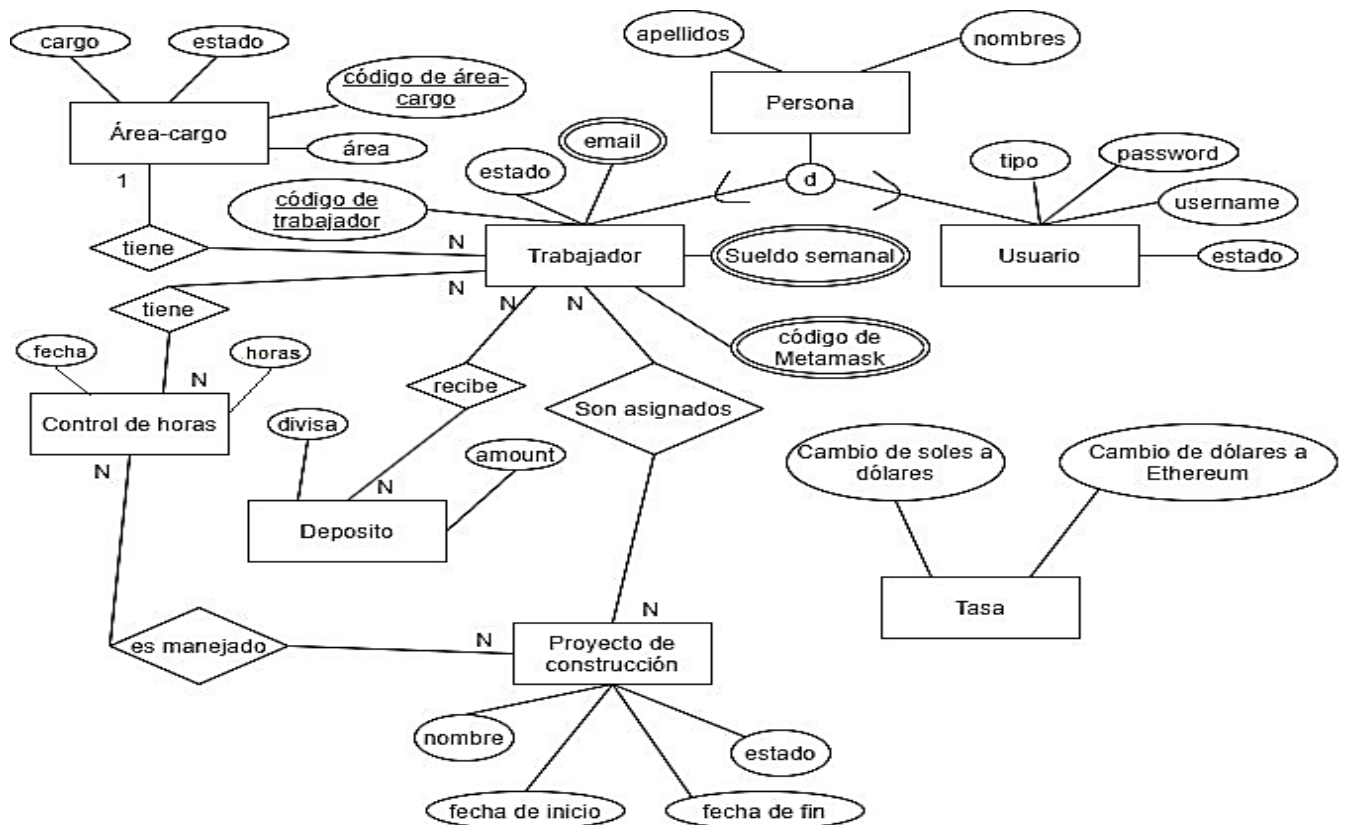 cargo
estado
apellidos
nombres
código de área-
cargo
Persona
Área-cargo
email
área
tipo
password
estado
d
1
código de
trabajador
username
tiene
N
Trabajador
Sueldo semanal
Usuario
estado
N
tiene
N
N
código de
Metamask
fecha
horas
N
recibe
Son asignados
Control de horas
divisa
Cambio de soles a
dólares
Cambio de dólares a
Ethereum
amount
N
N
Deposito
Tasa
N
es manejado
N
Proyecto de
construcción
nombre
estado
fecha de inicio
fecha de fin